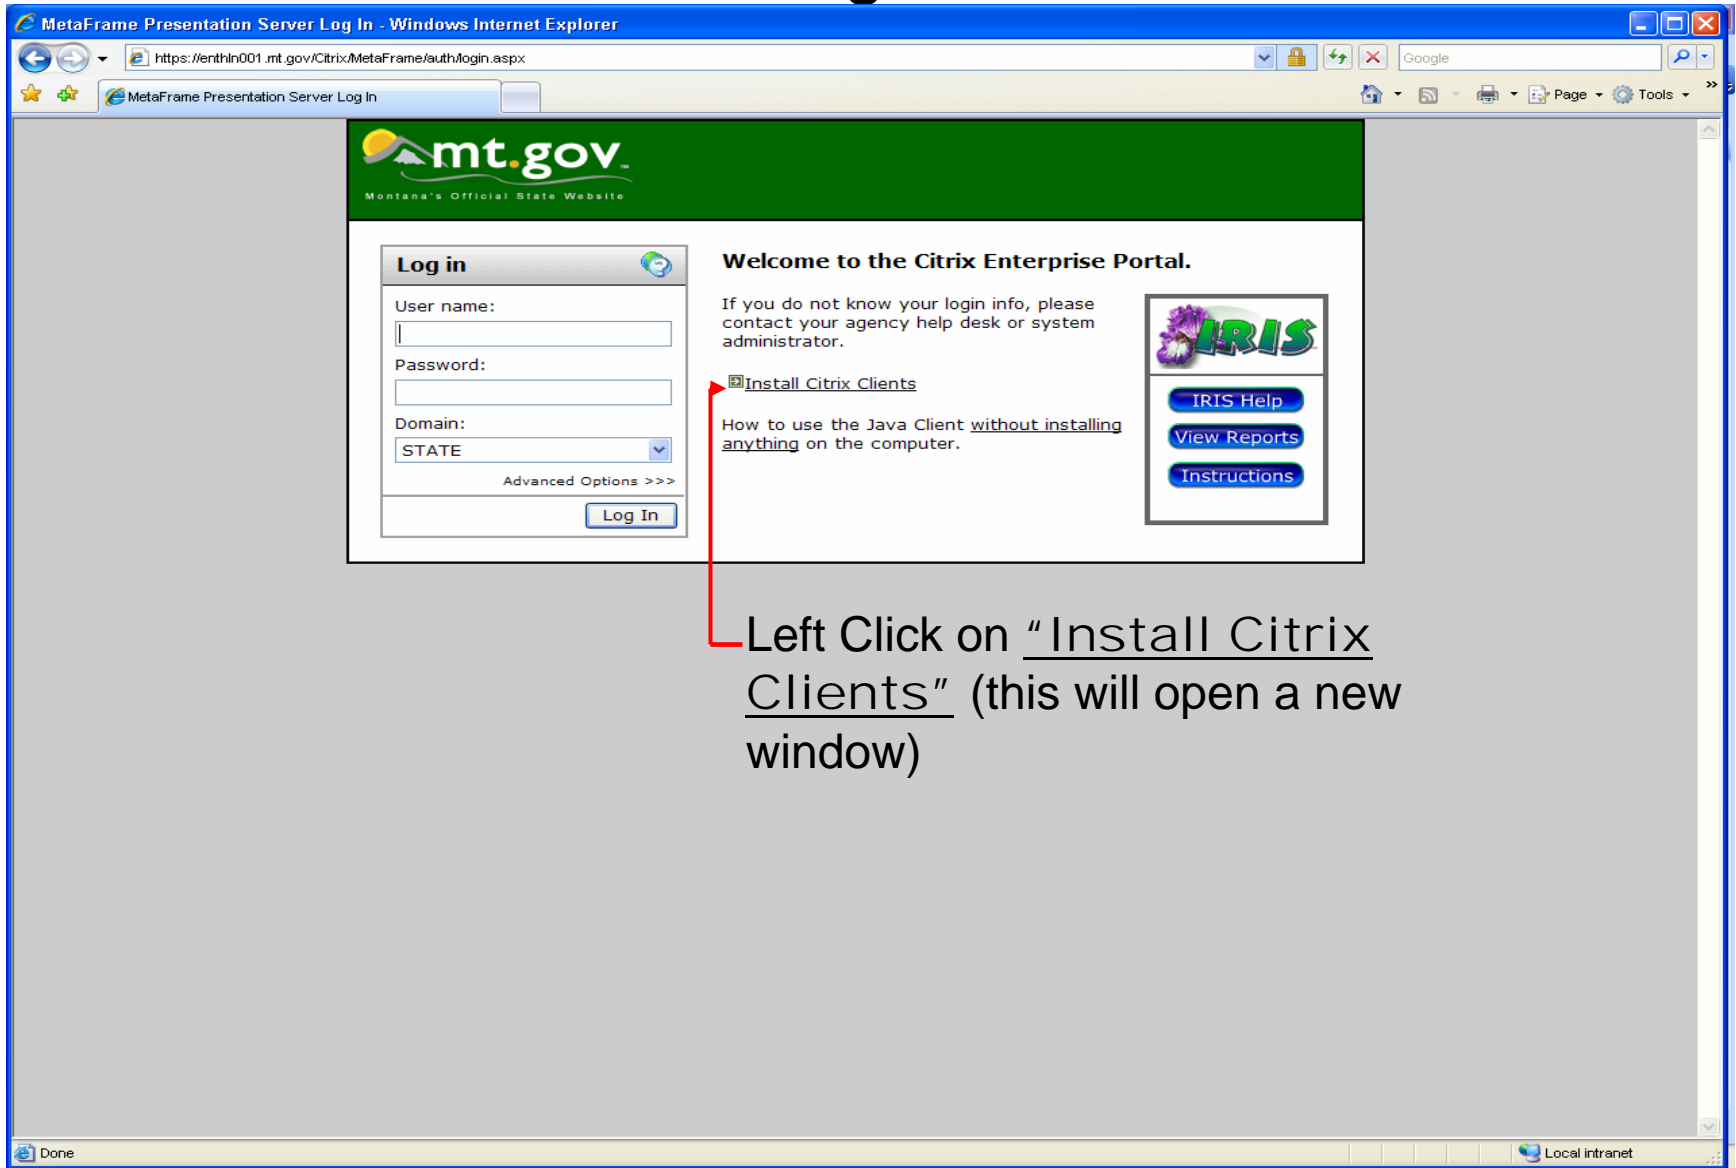 MetaFrame Presentation Server Log In - Windows Internet Explorer
https://enthln001.mt.gov/Citrix/MetaFrame/auth/login.aspx
Google
MetaFrame Presentation Server Log In
Page
Tools
mt.gov™
Montana's Official State Website
Log in
User name:
Password:
Domain:
STATE
Advanced Options >>>
Log In
Welcome to the Citrix Enterprise Portal.
If you do not know your login info, please
contact your agency help desk or system
administrator.
Install Citrix Clients
How to use the Java Client without installing
anything on the computer.
IRIS
IRIS Help
View Reports
Instructions
Left Click on "Install Citrix
Clients" (this will open a new
window)
Done
Local intranet